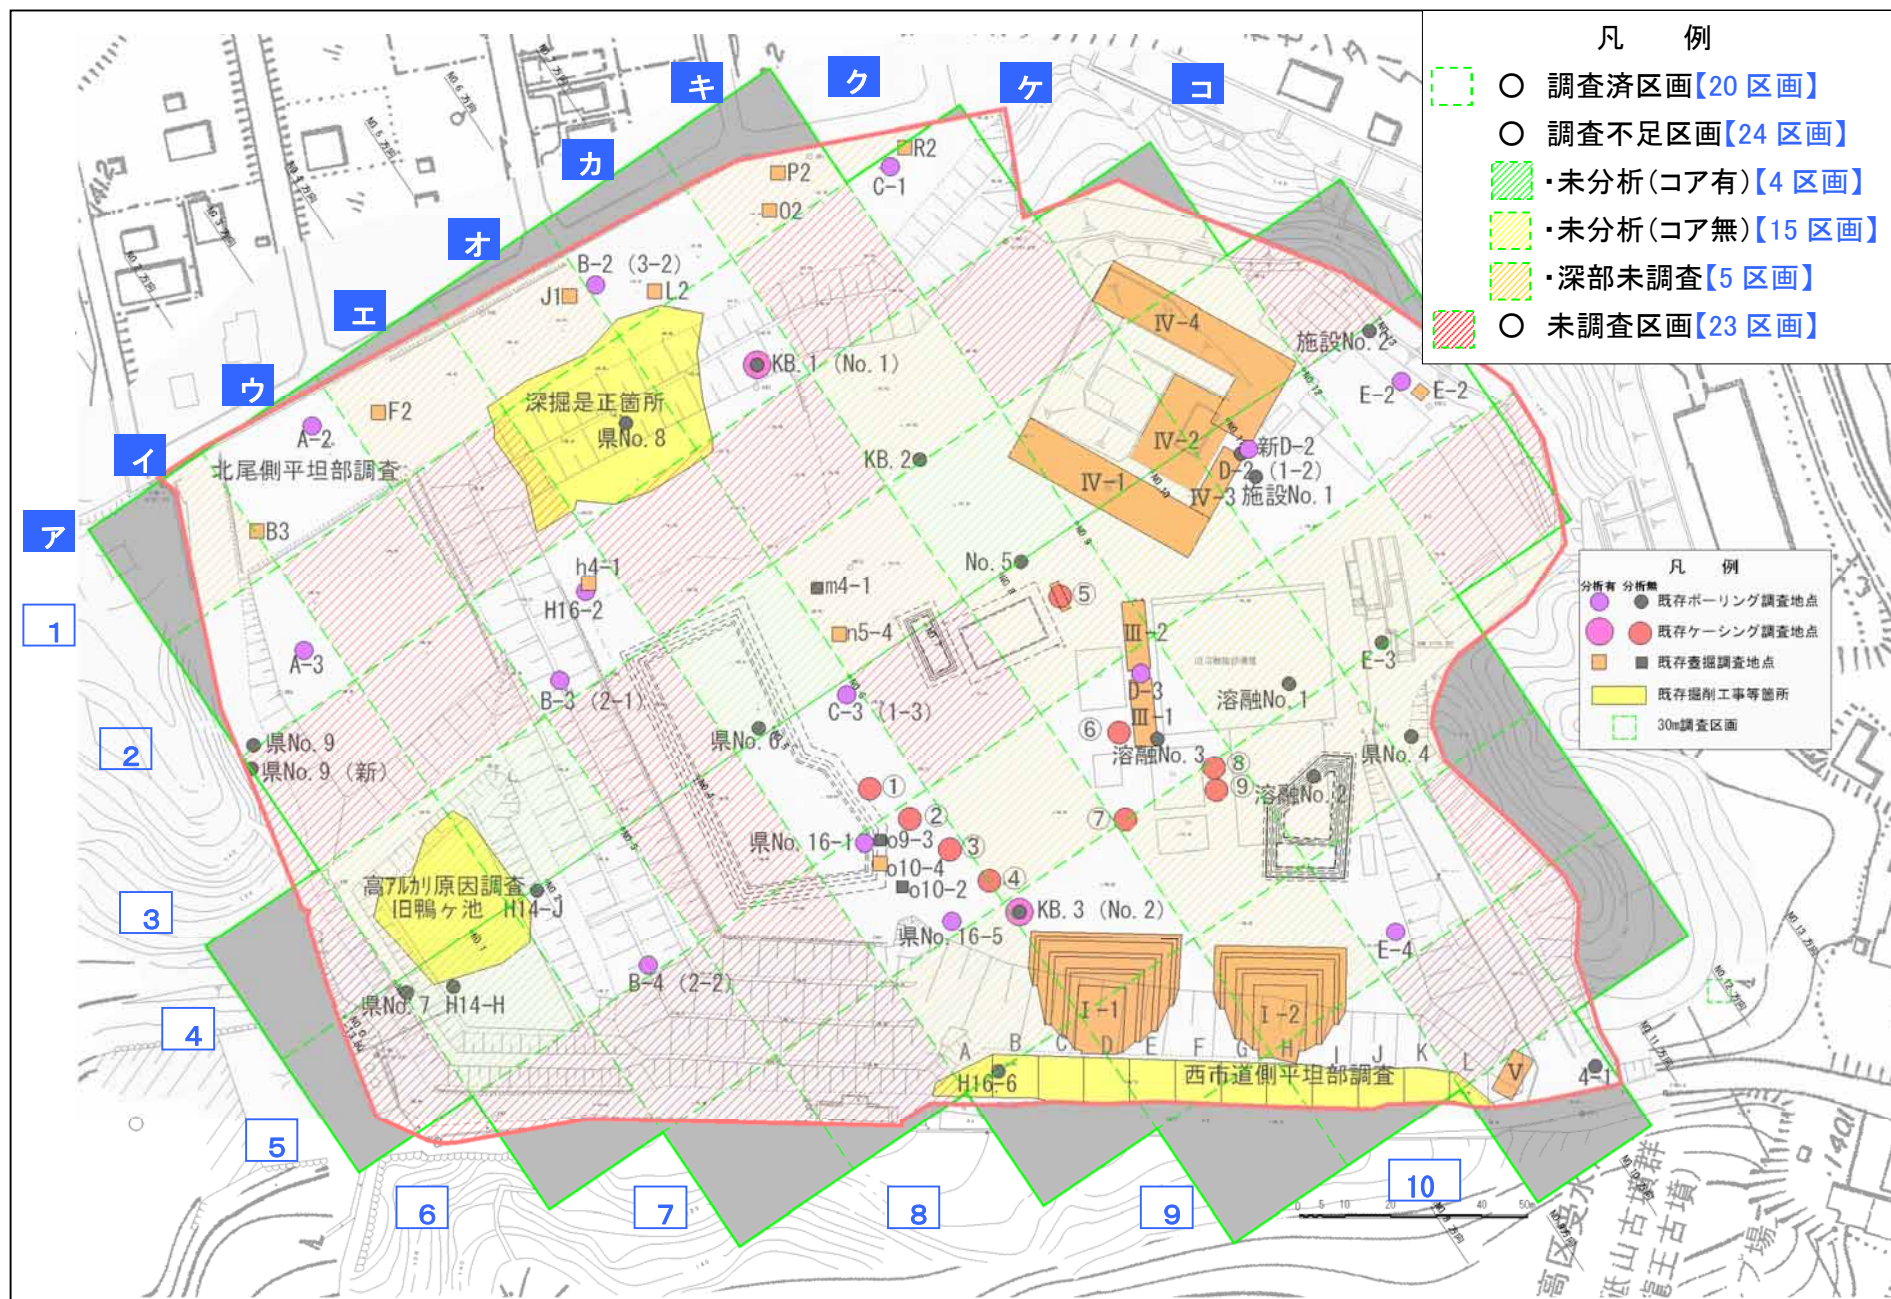 凡　例
○ 調査済区画【20 区画】
○ 調査不足区画【24 区画】
・未分析(コア有)【4 区画】
・未分析(コア無)【15 区画】
・深部未調査【5 区画】
○ 未調査区画【23 区画】
凡　例
分析有 分析無
既存ボーリング調査地点
既存ケーシング調査地点
既存壺掘調査地点
既存掘削工事等箇所
30m調査区画
ア
イ
ウ
エ
オ
カ
キ
ク
ケ
コ
1
2
3
4
5
6
7
8
9
10
R2
C-1
P2
O2
B-2 (3-2)
J1
L2
KB.1 (No.1)
深掘是正箇所
県No.8
F2
A-2
北尾側平坦部調査
B3
KB.2
Ⅳ-4
Ⅳ-2
Ⅳ-1
Ⅳ-3
施設No.2
E-2
E-2
新D-2
D-2 (1-2)
施設No.1
h4-1
H16-2
m4-1
n5-4
No.5
⑤
A-3
B-3 (2-1)
C-3 (1-3)
県No.6
県No.9
県No.9 (新)
Ⅲ-2
D-3
Ⅲ-1
⑥
溶融No.3
溶融No.1
溶融No.2
E-3
県No.4
⑧
⑨
⑦
①
②
③
④
県No.16-1
o9-3
o10-4
o10-2
県No.16-5
KB.3 (No.2)
高アルカリ原因調査
旧鴨ヶ池 H14-J
県No.7 H14-H
B-4 (2-2)
E-4
Ⅰ-1
Ⅰ-2
A
B
C
D
E
F
G
H
I
J
K
L
H16-6
西市道側平坦部調査
Ⅴ
4-1
0 5 10 20 40 50m